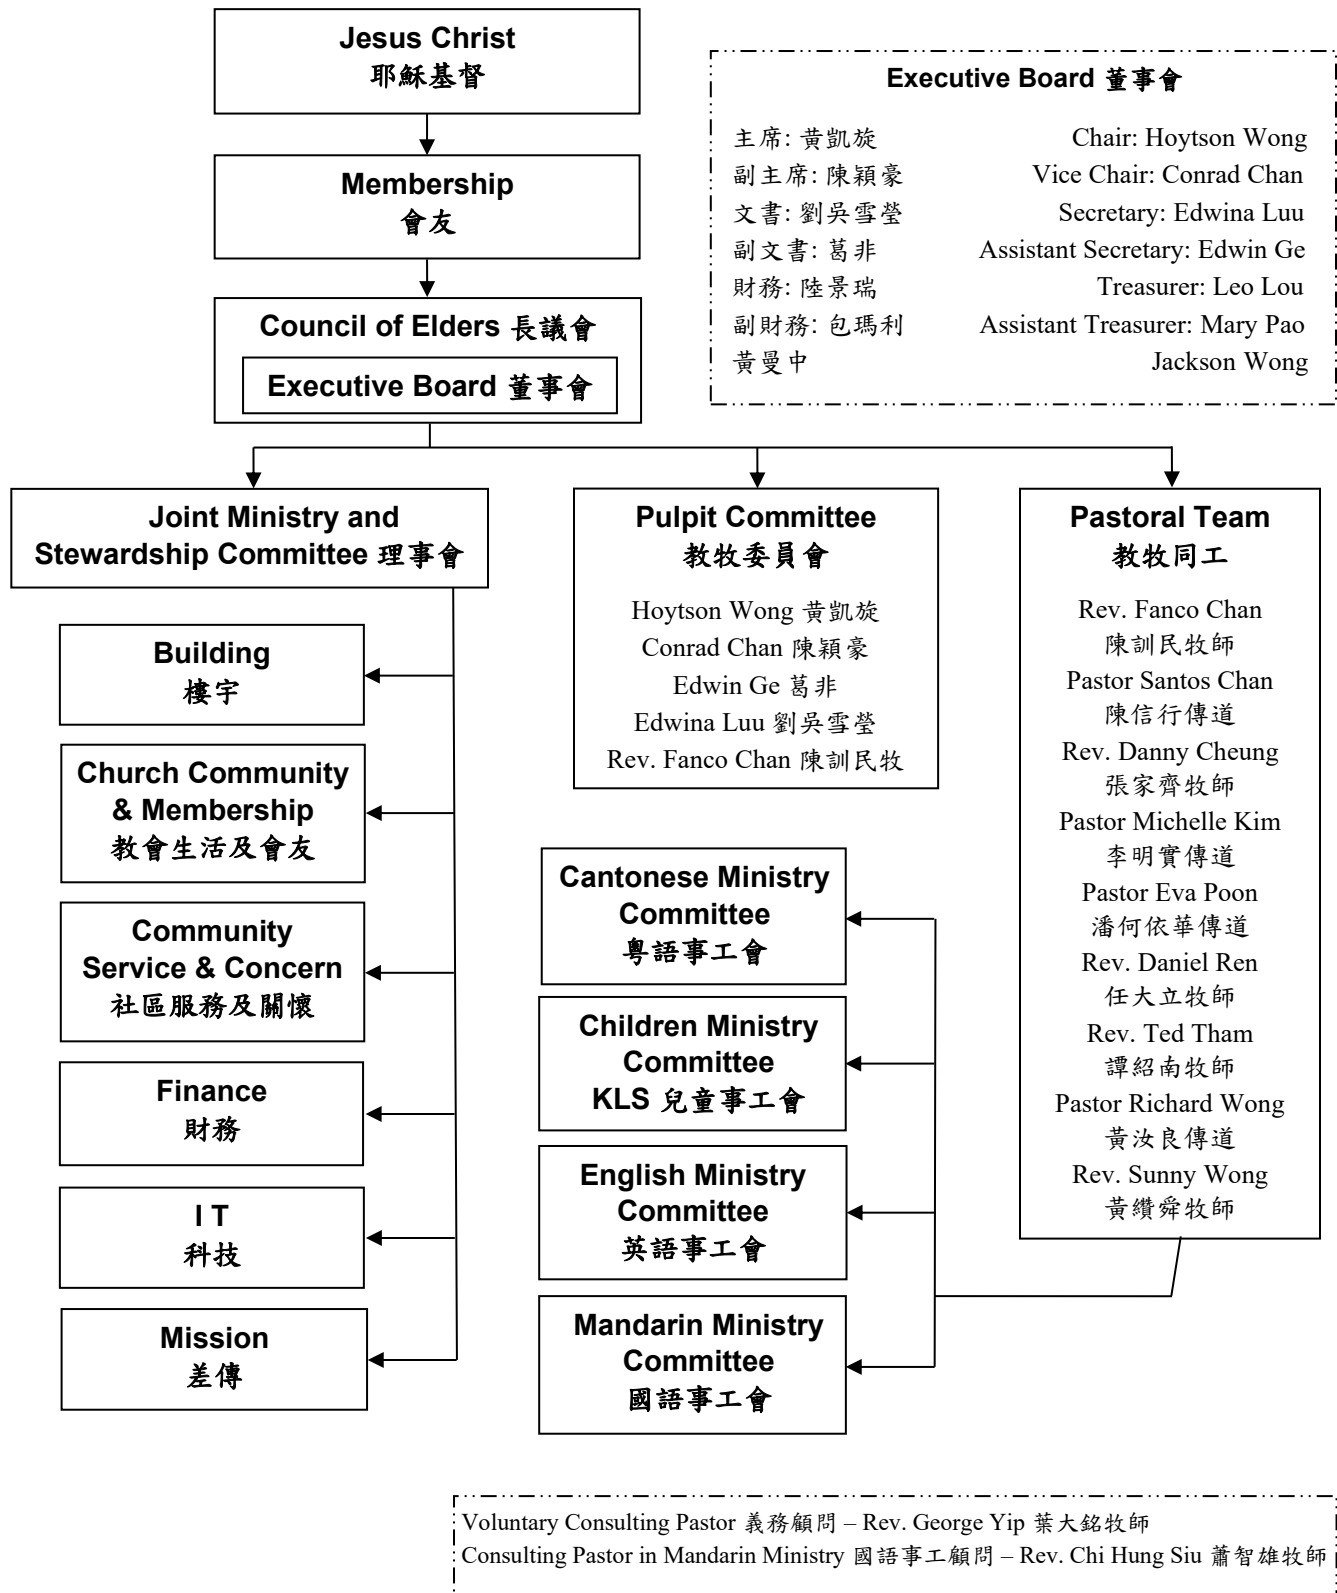 Jesus Christ
耶穌基督
Membership
會友
Council of Elders 長議會
Executive Board 董事會
Executive Board 董事會
主席: 黄凱旋 Chair: Hoytson Wong
副主席: 陳穎豪 Vice Chair: Conrad Chan
文書: 劉吳雪瑩 Secretary: Edwina Luu
副文書: 葛非 Assistant Secretary: Edwin Ge
財務: 陸景瑞 Treasurer: Leo Lou
副財務: 包瑪利 Assistant Treasurer: Mary Pao
黃曼中 Jackson Wong
Joint Ministry and
Stewardship Committee 理事會
Building
樓宇
Church Community
& Membership
教會生活及會友
Community
Service & Concern
社區服務及關懷
Finance
財務
I T
科技
Mission
差傳
Pulpit Committee
教牧委員會
Hoytson Wong 黃凱旋
Conrad Chan 陳穎豪
Edwin Ge 葛非
Edwina Luu 劉吳雪瑩
Rev. Fanco Chan 陳訓民牧
Cantonese Ministry
Committee
粵語事工會
Children Ministry
Committee
KLS 兒童事工會
English Ministry
Committee
英語事工會
Mandarin Ministry
Committee
國語事工會
Pastoral Team
教牧同工
Rev. Fanco Chan
陳訓民牧師
Pastor Santos Chan
陳信行傳道
Rev. Danny Cheung
張家齊牧師
Pastor Michelle Kim
李明實傳道
Pastor Eva Poon
潘何依華傳道
Rev. Daniel Ren
任大立牧師
Rev. Ted Tham
譚紹南牧師
Pastor Richard Wong
黃汝良傳道
Rev. Sunny Wong
黃纘舜牧師
Voluntary Consulting Pastor 義務顧問 – Rev. George Yip 葉大銘牧師
Consulting Pastor in Mandarin Ministry 國語事工顧問 – Rev. Chi Hung Siu 蕭智雄牧師